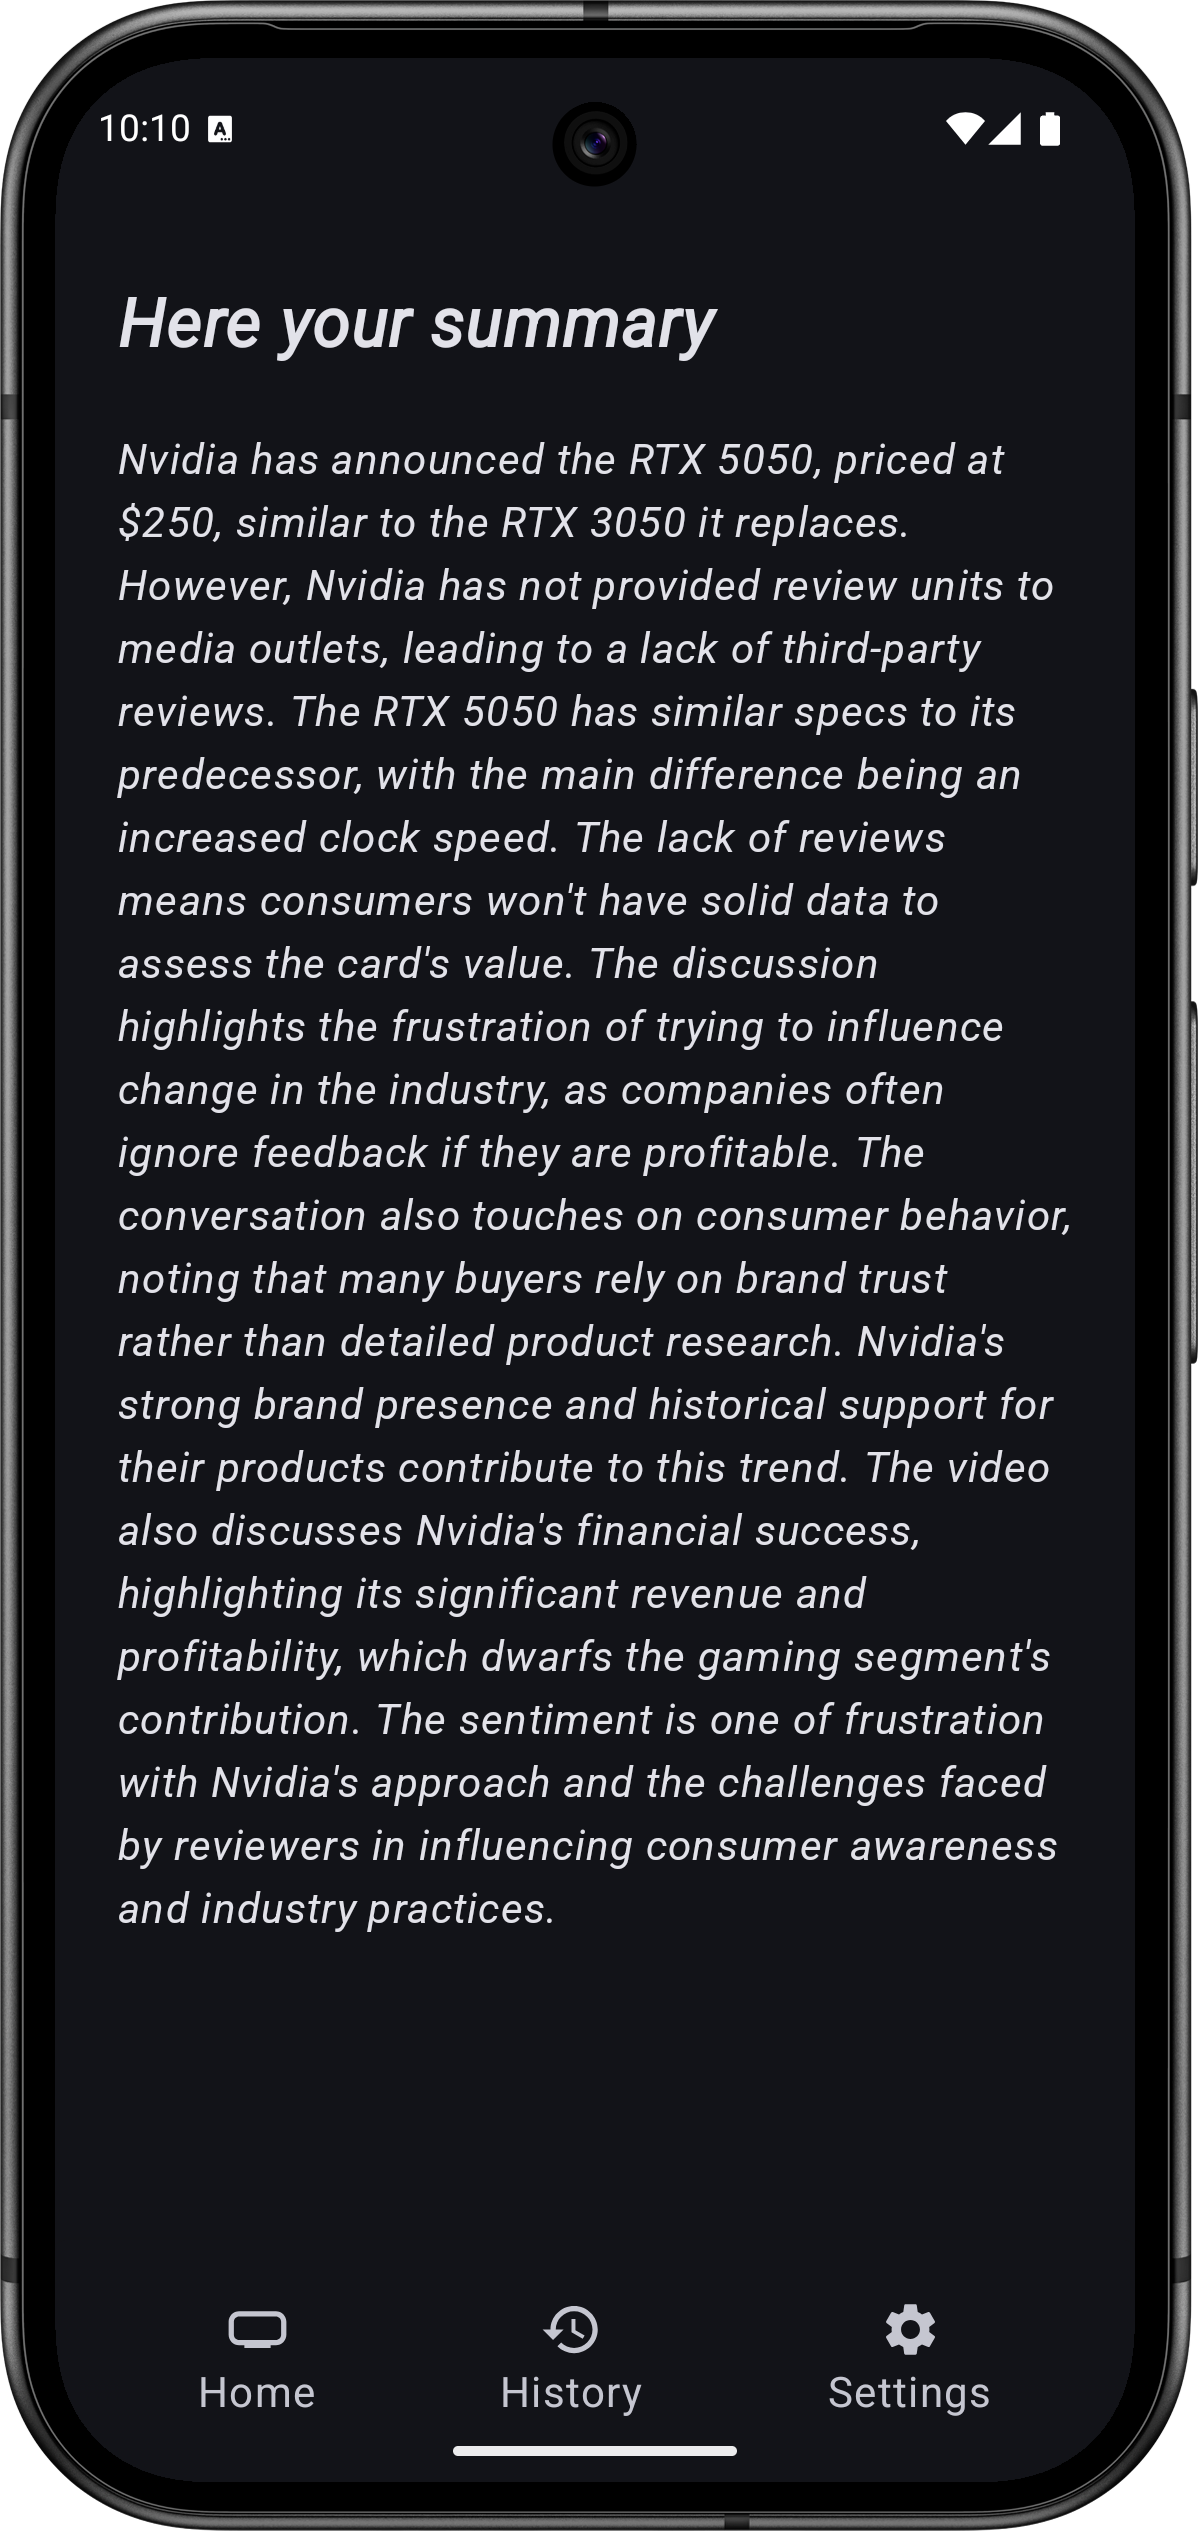 10:10
Here your summary
Nvidia has announced the RTX 5050, priced at
$250, similar to the RTX 3050 it replaces.
However, Nvidia has not provided review units to
media outlets, leading to a lack of third-party
reviews. The RTX 5050 has similar specs to its
predecessor, with the main difference being an
increased clock speed. The lack of reviews
means consumers won't have solid data to
assess the card's value. The discussion
highlights the frustration of trying to influence
change in the industry, as companies often
ignore feedback if they are profitable. The
conversation also touches on consumer behavior,
noting that many buyers rely on brand trust
rather than detailed product research. Nvidia's
strong brand presence and historical support for
their products contribute to this trend. The video
also discusses Nvidia's financial success,
highlighting its significant revenue and
profitability, which dwarfs the gaming segment's
contribution. The sentiment is one of frustration
with Nvidia's approach and the challenges faced
by reviewers in influencing consumer awareness
and industry practices.
Home History Settings